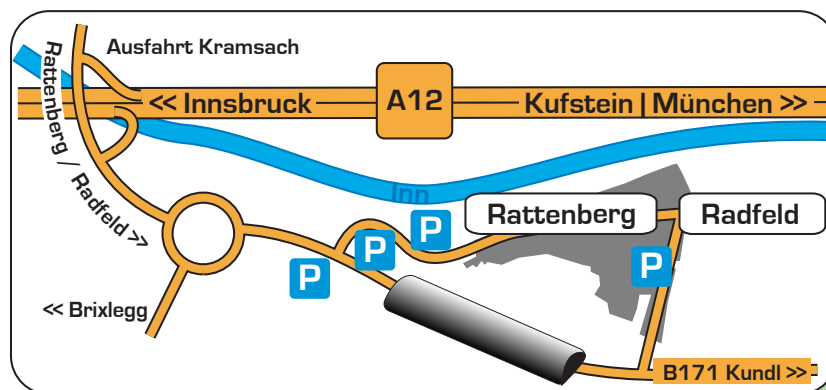 Ausfahrt Kramsach
Rattenberg / Radfeld >>
<< Innsbruck
A12
Kufstein | München >>
Inn
Rattenberg
Radfeld
P
P
P
P
<< Brixlegg
B171 Kundl >>